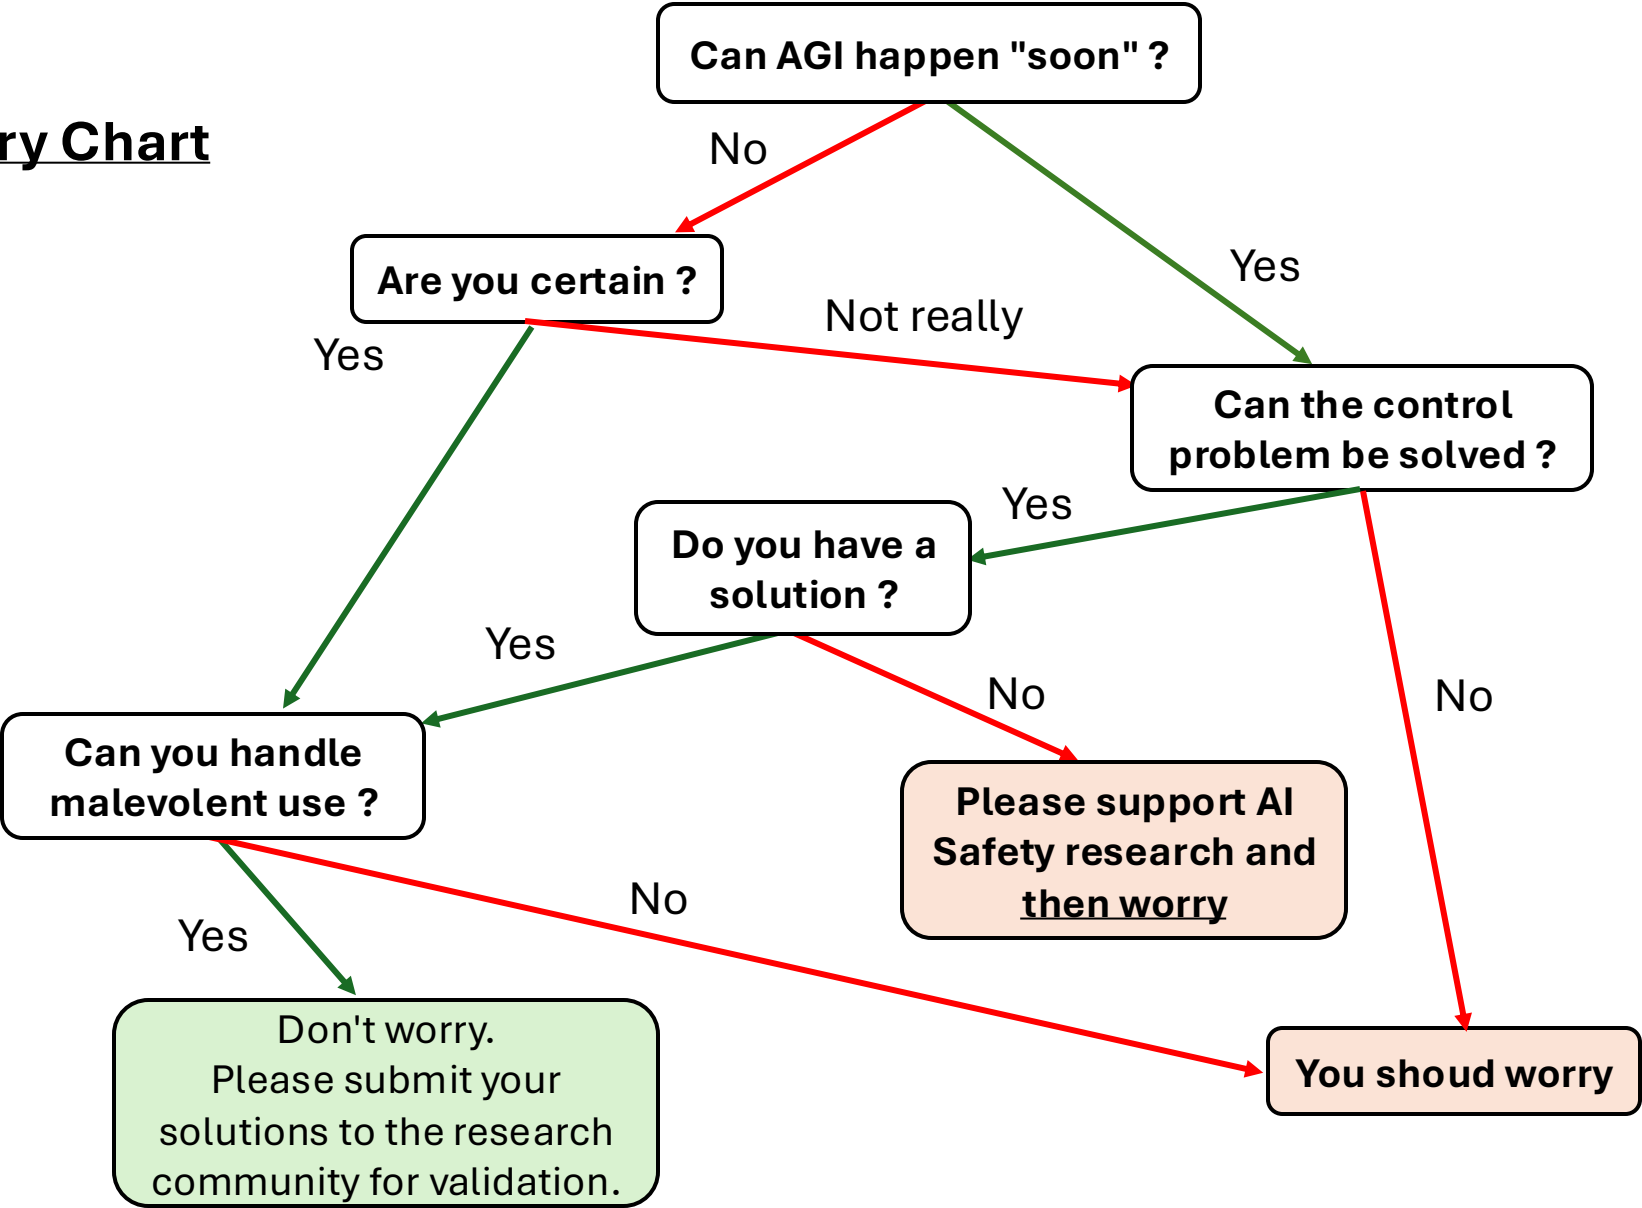 Can AGI happen "soon" ?
ry Chart
No
Yes
Are you certain ?
Not really
Yes
Can the control
problem be solved ?
Yes
Do you have a
solution ?
Yes
No
No
Can you handle
malevolent use ?
Please support AI
Safety research and
then worry
No
Yes
Don't worry.
Please submit your
solutions to the research
community for validation.
You shoud worry